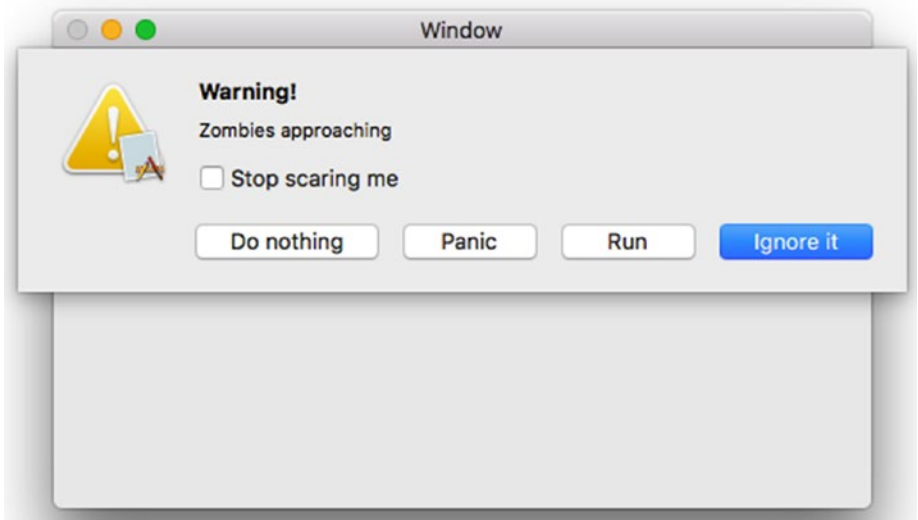 Window
Warning!
Zombies approaching
Stop scaring me
Do nothing Panic Run Ignore it